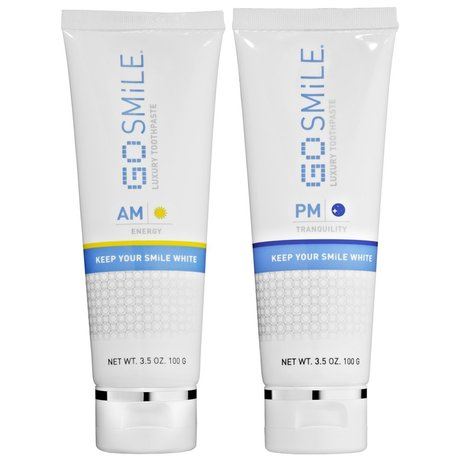 GO SMiLE
LUXURY TOOTHPASTE
AM
ENERGY
KEEP YOUR SMiLE WHITE
NET WT. 3.5 OZ. 100 G
GO SMiLE
LUXURY TOOTHPASTE
PM
TRANQUILITY
KEEP YOUR SMiLE WHITE
NET WT. 3.5 OZ. 100 G